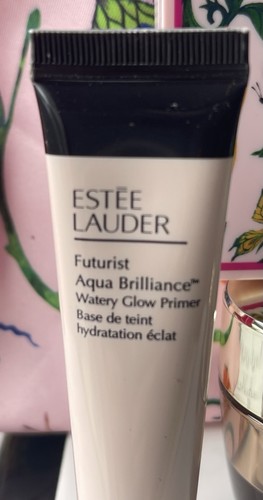 ESTĒE
LAUDER
Futurist
Aqua Brilliance™
Watery Glow Primer
Base de teint
hydratation éclat